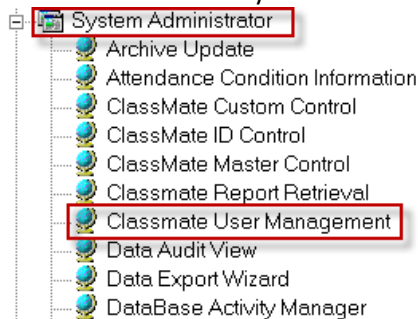 System Administrator
Archive Update
Attendance Condition Information
ClassMate Custom Control
ClassMate ID Control
ClassMate Master Control
Classmate Report Retrieval
Classmate User Management
Data Audit View
Data Export Wizard
DataBase Activity Manager